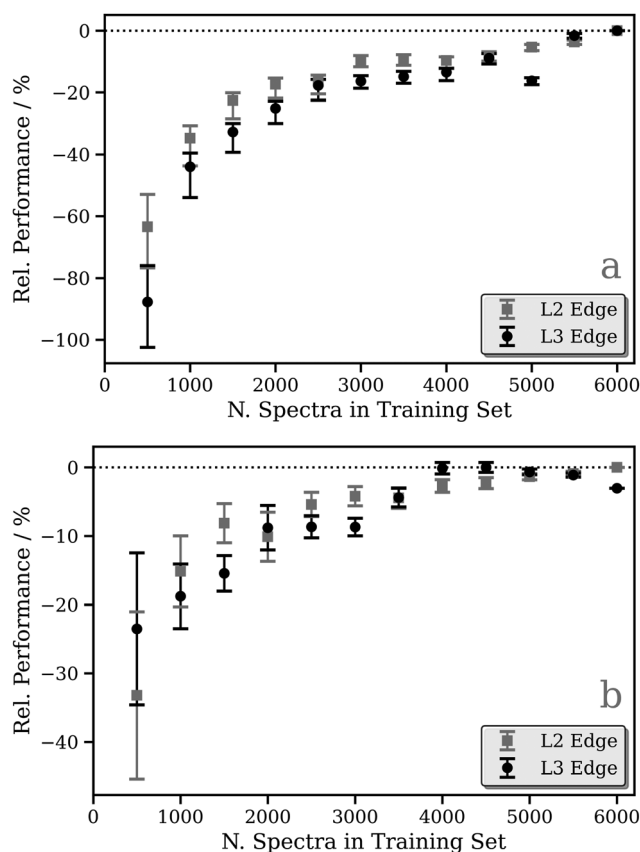 0
−20
−40
−60
−80
−100
Rel. Performance / %
a
L2 Edge
L3 Edge
0 1000 2000 3000 4000 5000 6000
N. Spectra in Training Set
0
−10
−20
−30
−40
Rel. Performance / %
b
L2 Edge
L3 Edge
0 1000 2000 3000 4000 5000 6000
N. Spectra in Training Set